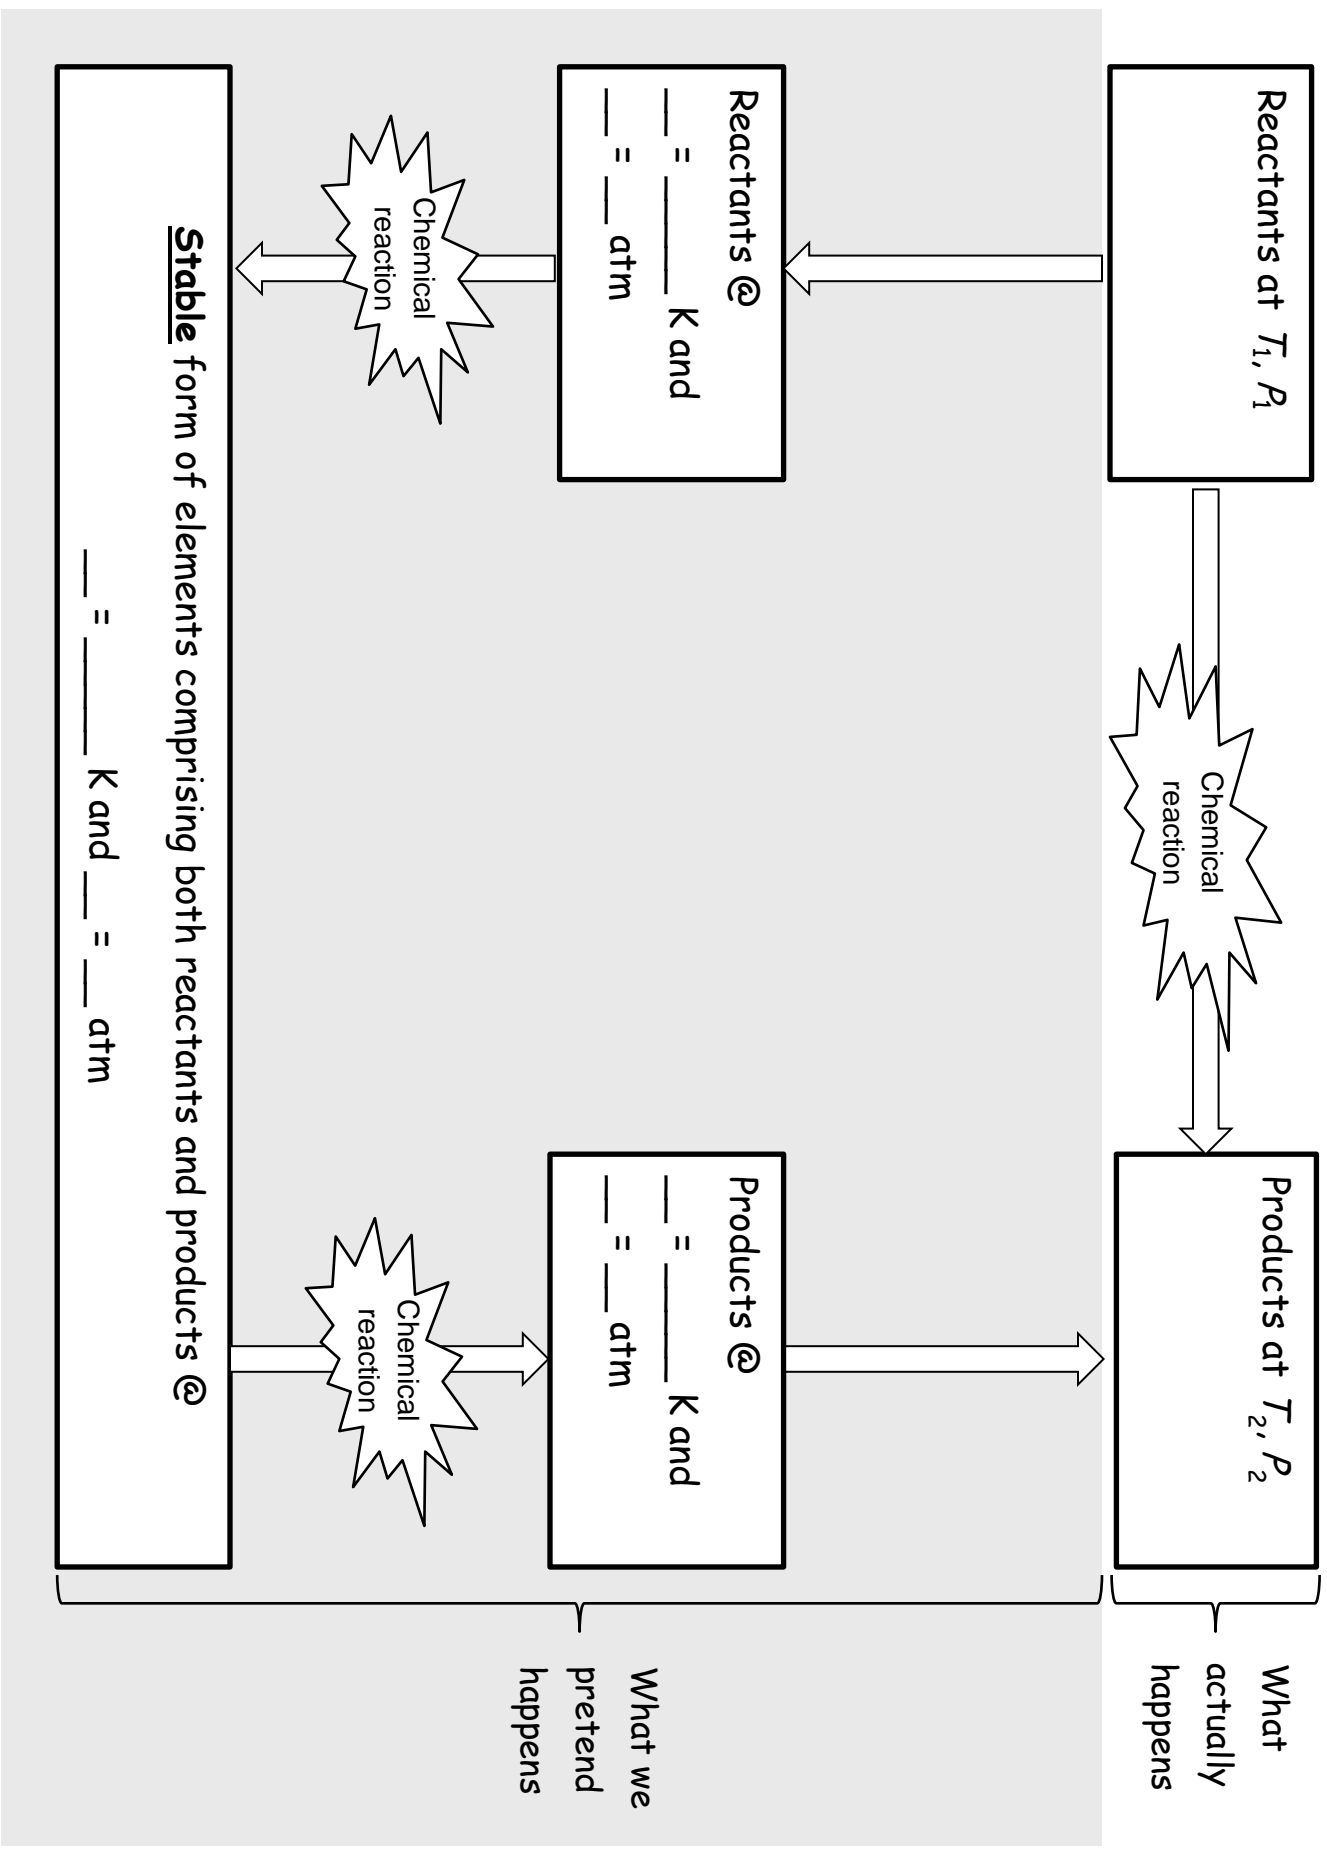 Reactants at T1, P1
Chemical
reaction
Products at T2, P2
What
actually
happens
Reactants @
__ = _____ K and
__ = __ atm
Products @
__ = _____ K and
__ = __ atm
What we
pretend
happens
Chemical
reaction
Chemical
reaction
Stable form of elements comprising both reactants and products @
__ = _____ K and __ = __ atm